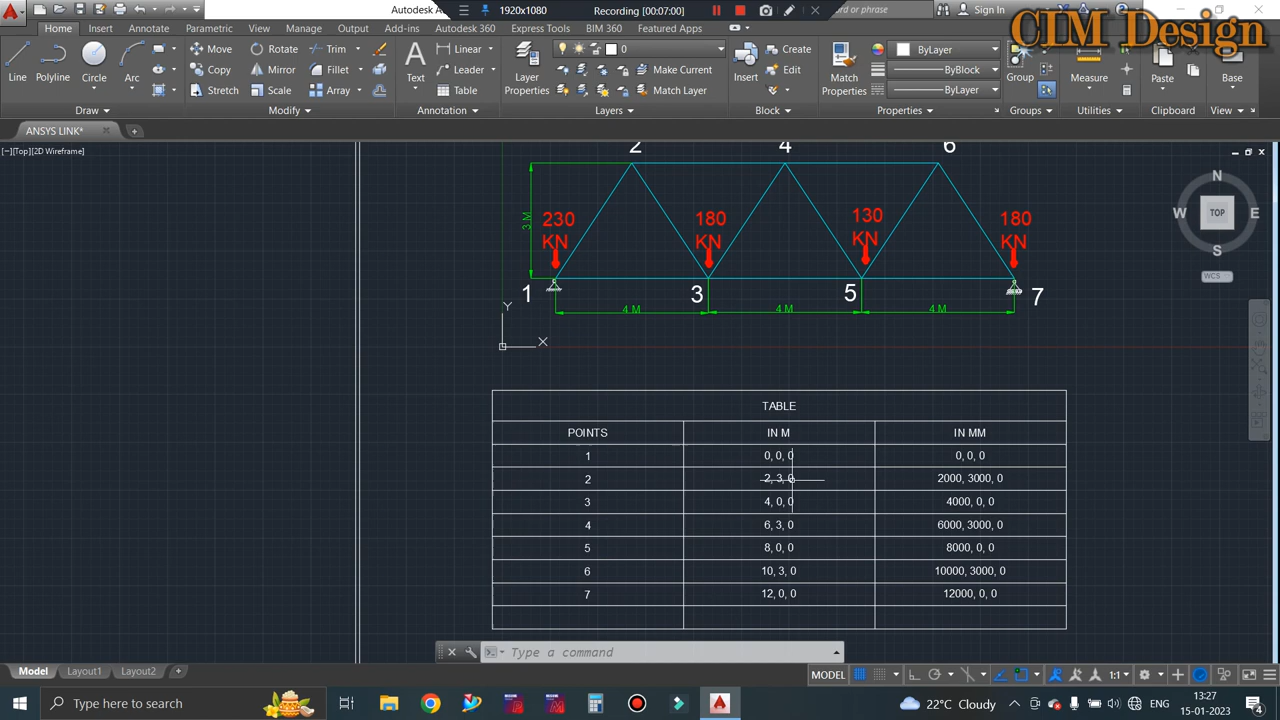 Autodesk A
1920x1080
Recording (00:07:00)
or phrase
Sign In
CIM Design
Home Insert Annotate Parametric View Manage Output Add-ins Autodesk 360 Express Tools BIM 360 Featured Apps
Line Polyline Circle Arc
Move Rotate Trim
Copy Mirror Fillet
Stretch Scale Array
Text
Linear
Leader
Table
Layer Properties
0
Make Current
Match Layer
Insert
Create
Edit
Match Properties
ByLayer
ByBlock
ByLayer
Group
Measure
Paste
Base
Draw Modify Annotation Layers Block Properties Groups Utilities Clipboard View
ANSYS LINK*
[−][Top][2D Wireframe]
2 4 6
N
W TOP E
S
WCS
3 M
230 KN
180 KN
130 KN
180 KN
1 3 5 7
4 M 4 M 4 M
Y
X
TABLE
POINTS IN M IN MM
1 0, 0, 0 0, 0, 0
2 2, 3, 0 2000, 3000, 0
3 4, 0, 0 4000, 0, 0
4 6, 3, 0 6000, 3000, 0
5 8, 0, 0 8000, 0, 0
6 10, 3, 0 10000, 3000, 0
7 12, 0, 0 12000, 0, 0
Type a command
Model Layout1 Layout2
MODEL
1:1
Type here to search
22°C Cloudy
ENG
13:27
15-01-2023
4